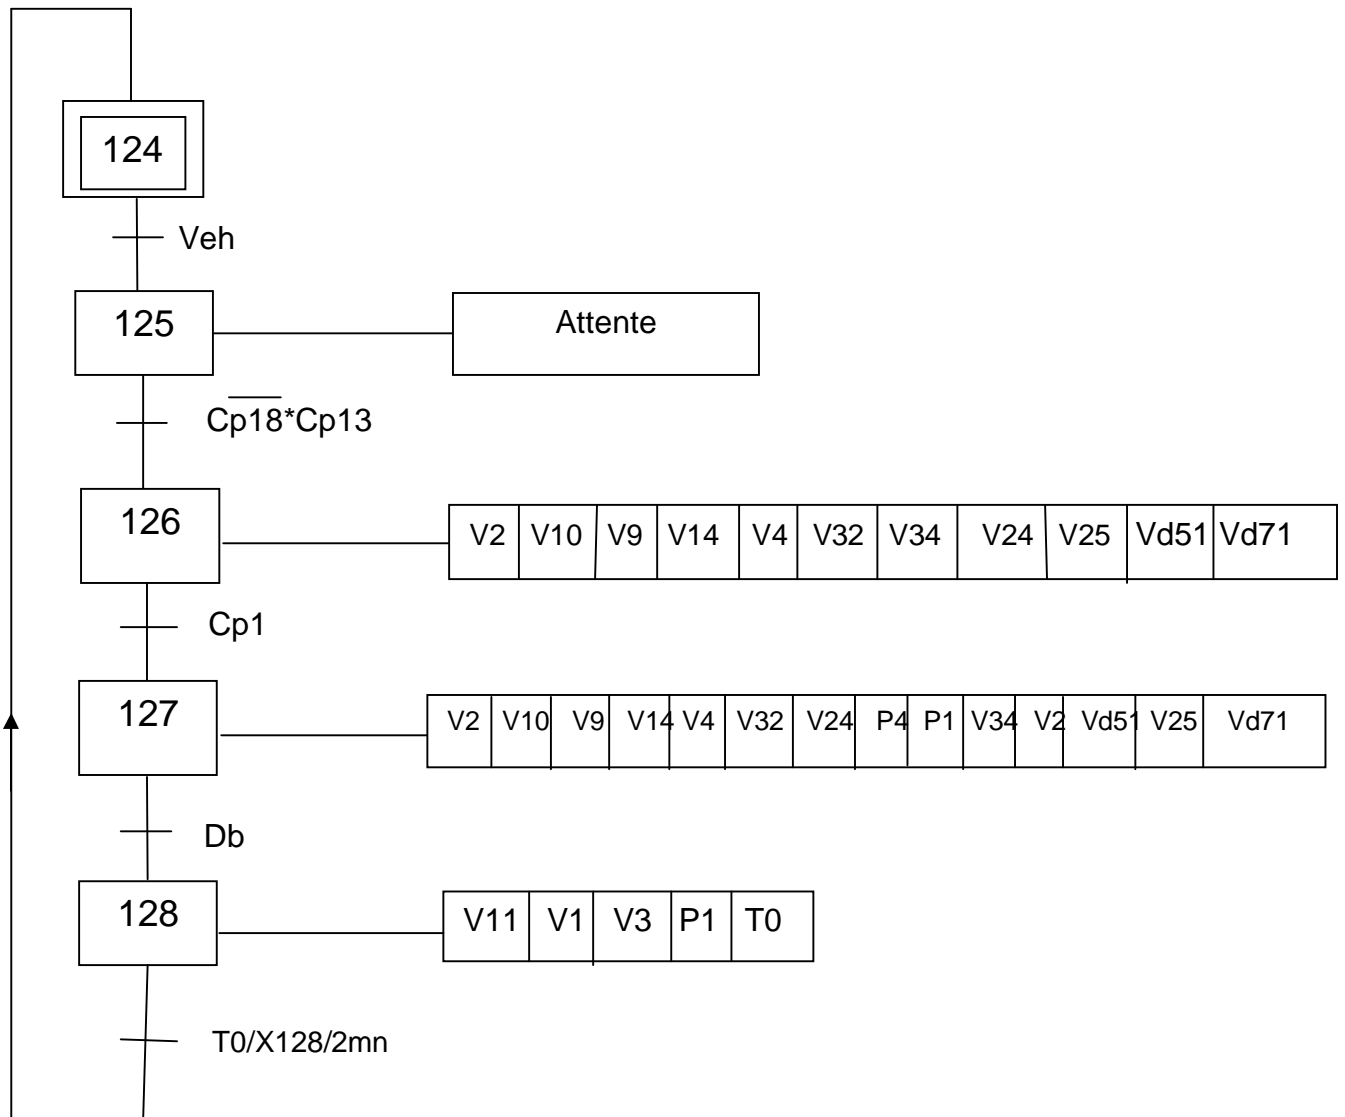 124
Veh
125 Attente
C̅p̅1̅8̅*Cp13
126 V2 V10 V9 V14 V4 V32 V34 V24 V25 Vd51 Vd71
Cp1
127 V2 V10 V9 V14 V4 V32 V24 P4 P1 V34 V2 Vd51 V25 Vd71
Db
128 V11 V1 V3 P1 T0
T0/X128/2mn